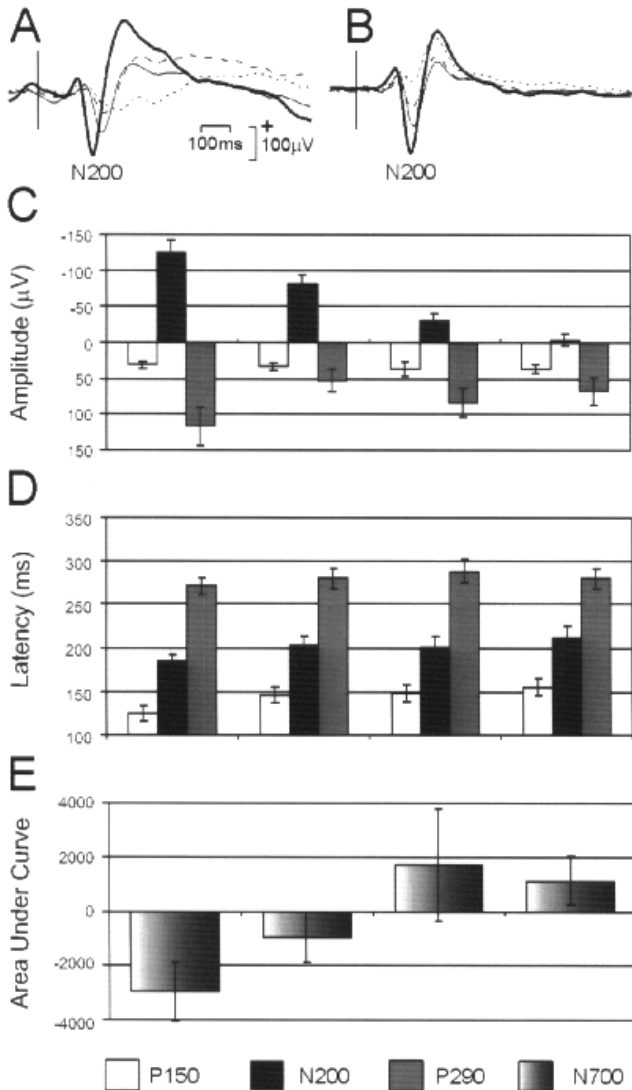 A
B
+
100ms
100µV
N200
N200
C
Amplitude (µV)
-150
-100
-50
0
50
100
150
D
Latency (ms)
350
300
250
200
150
100
E
Area Under Curve
4000
2000
0
-2000
-4000
P150 N200 P290 N700